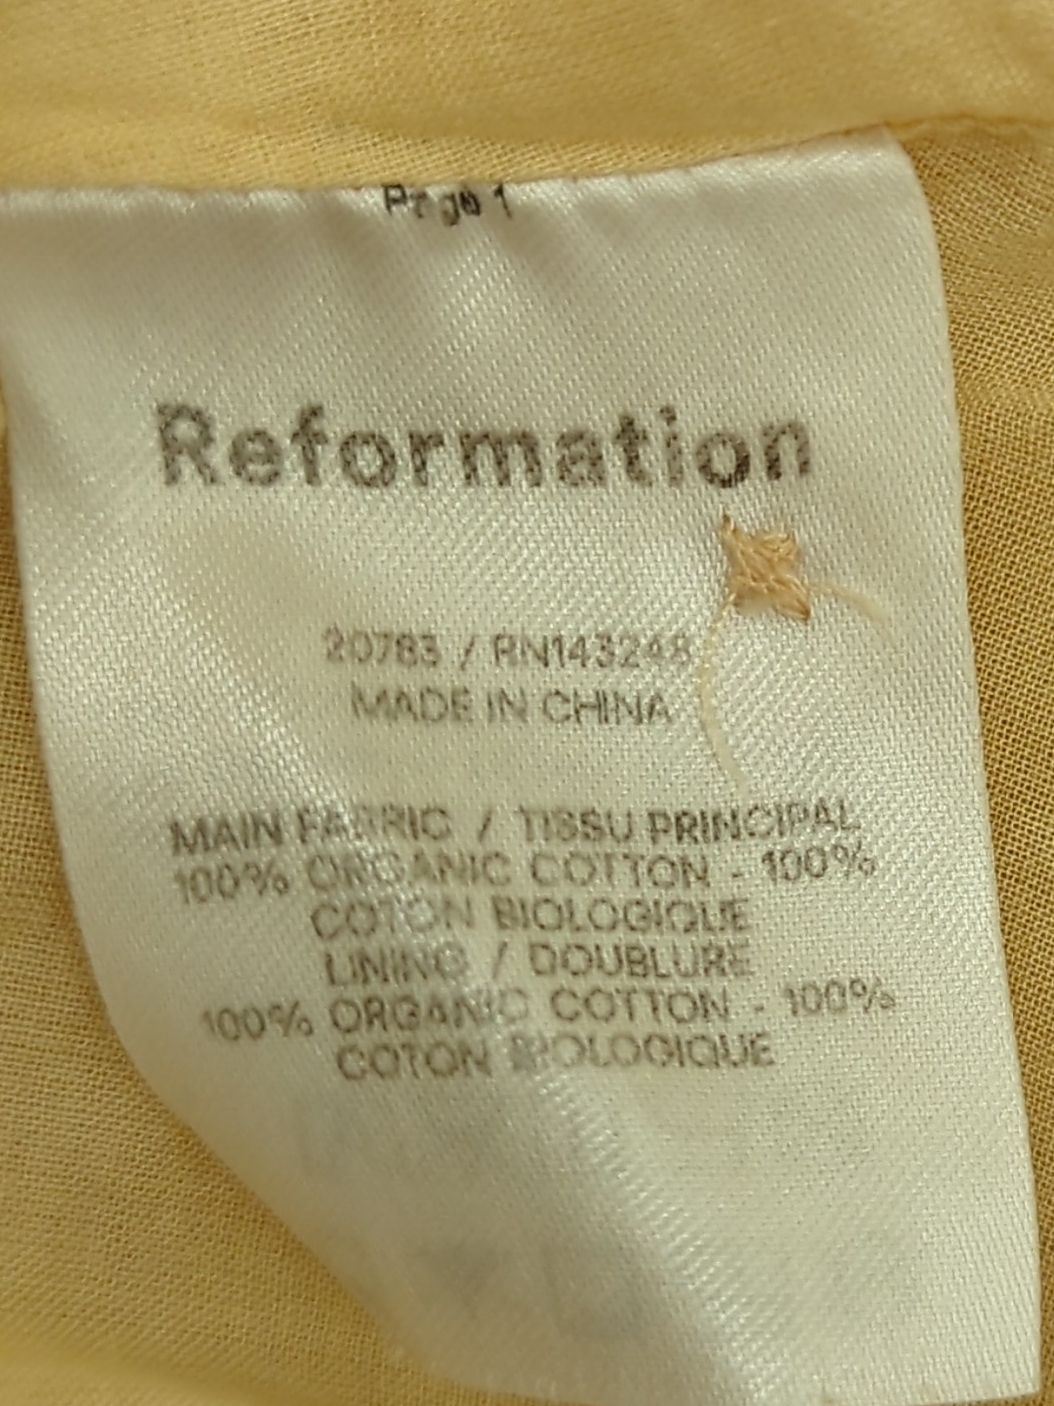 Page 1
Reformation
20783 / RN143248
MADE IN CHINA
MAIN FABRIC / TISSU PRINCIPAL
100% ORGANIC COTTON - 100%
COTON BIOLOGIQUE
LINING / DOUBLURE
100% ORGANIC COTTON - 100%
COTON BIOLOGIQUE